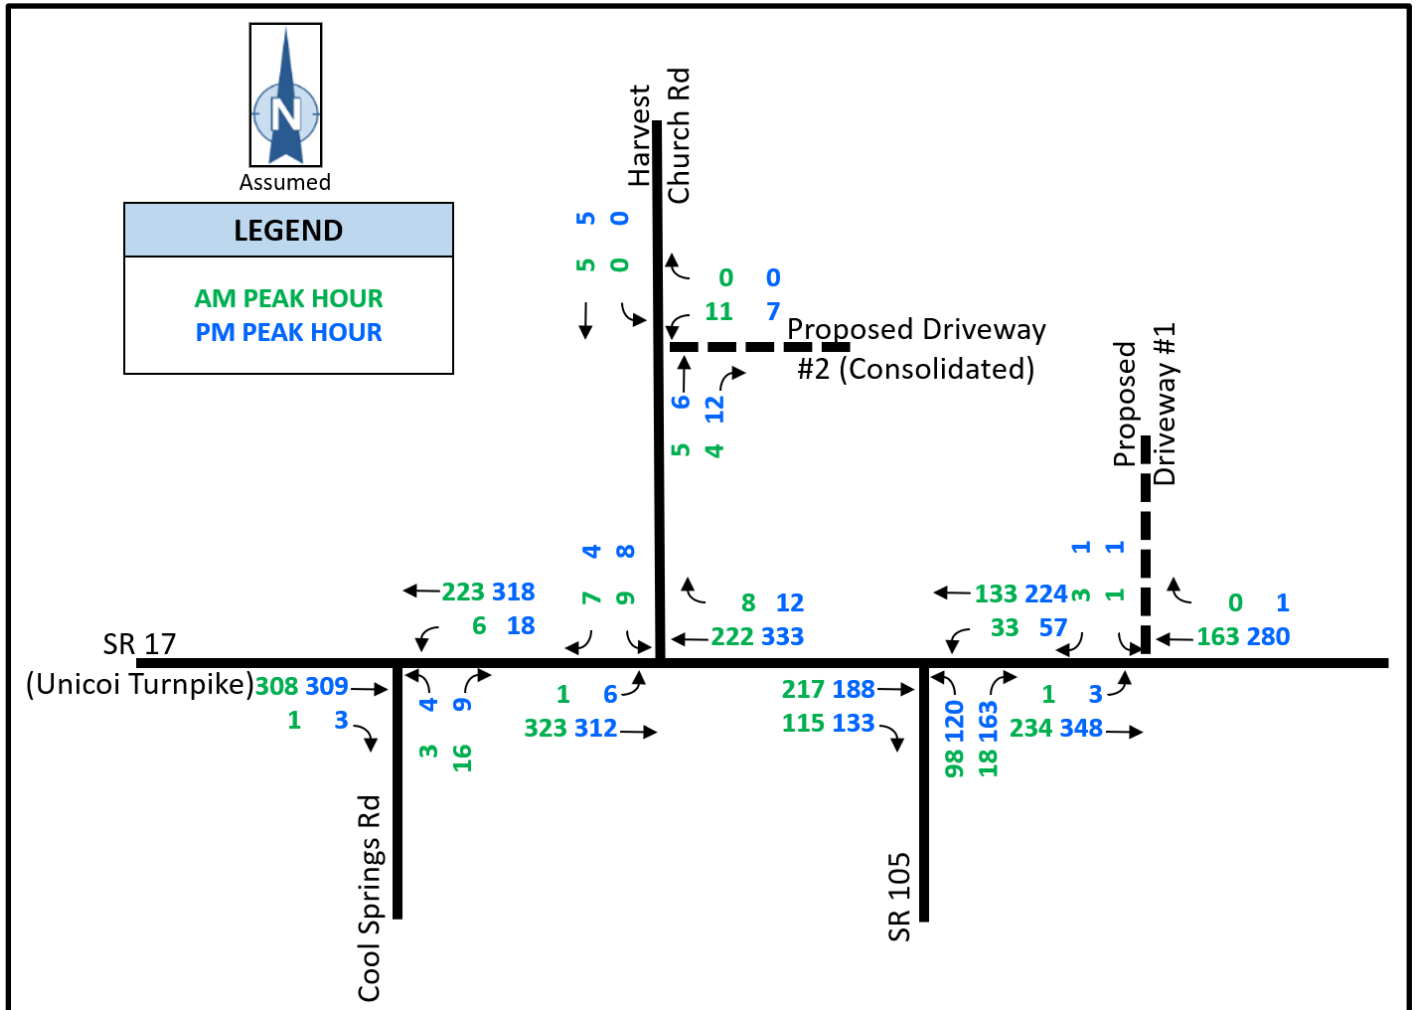 N
Assumed
LEGEND
AM PEAK HOUR
PM PEAK HOUR
Harvest
Church Rd
5 0
5 0
0 0
11 7
Proposed Driveway
#2 (Consolidated)
6 12
5 4
Proposed
Driveway #1
4 8
7 9
1 1
3 1
223 318
6 18
8 12
222 333
133 224
33 57
0 1
163 280
SR 17
(Unicoi Turnpike)
308 309
1 3
4 9
3 16
1 6
323 312
217 188
115 133
120 163
98 18
1 3
234 348
Cool Springs Rd
SR 105